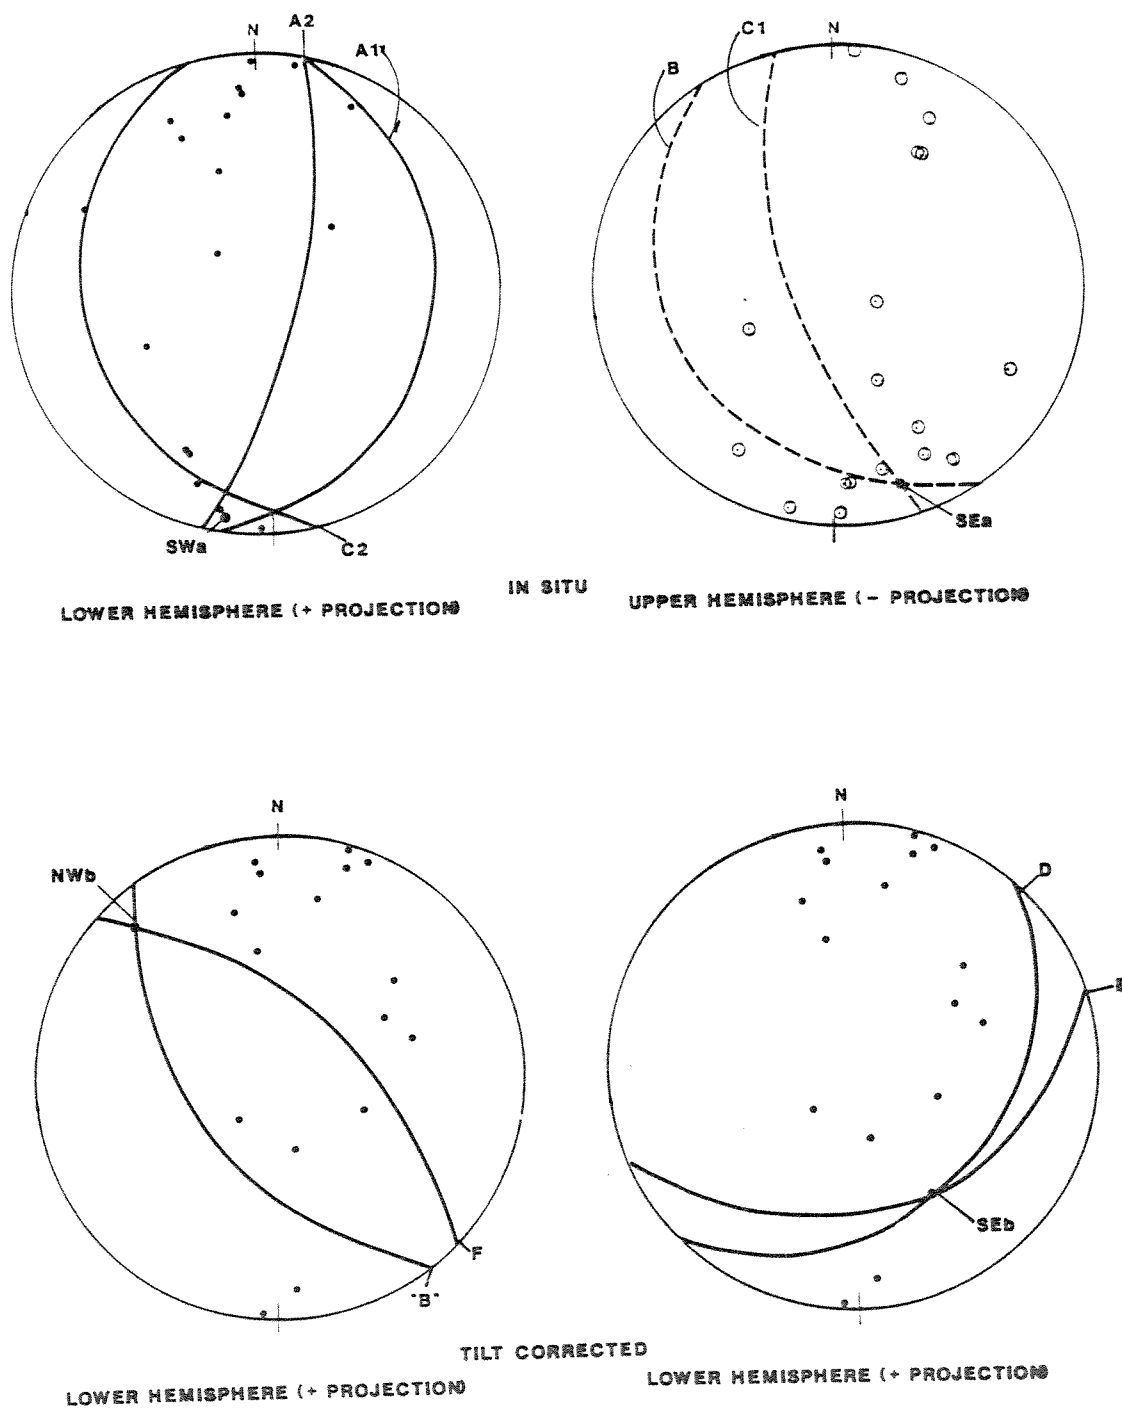 N
A2
A1
C1
N
B
SWa
C2
SEa
IN SITU
LOWER HEMISPHERE (+ PROJECTION)
UPPER HEMISPHERE (- PROJECTION)
N
N
NWb
D
SEb
F
"B"
TILT CORRECTED
LOWER HEMISPHERE (+ PROJECTION)
LOWER HEMISPHERE (+ PROJECTION)